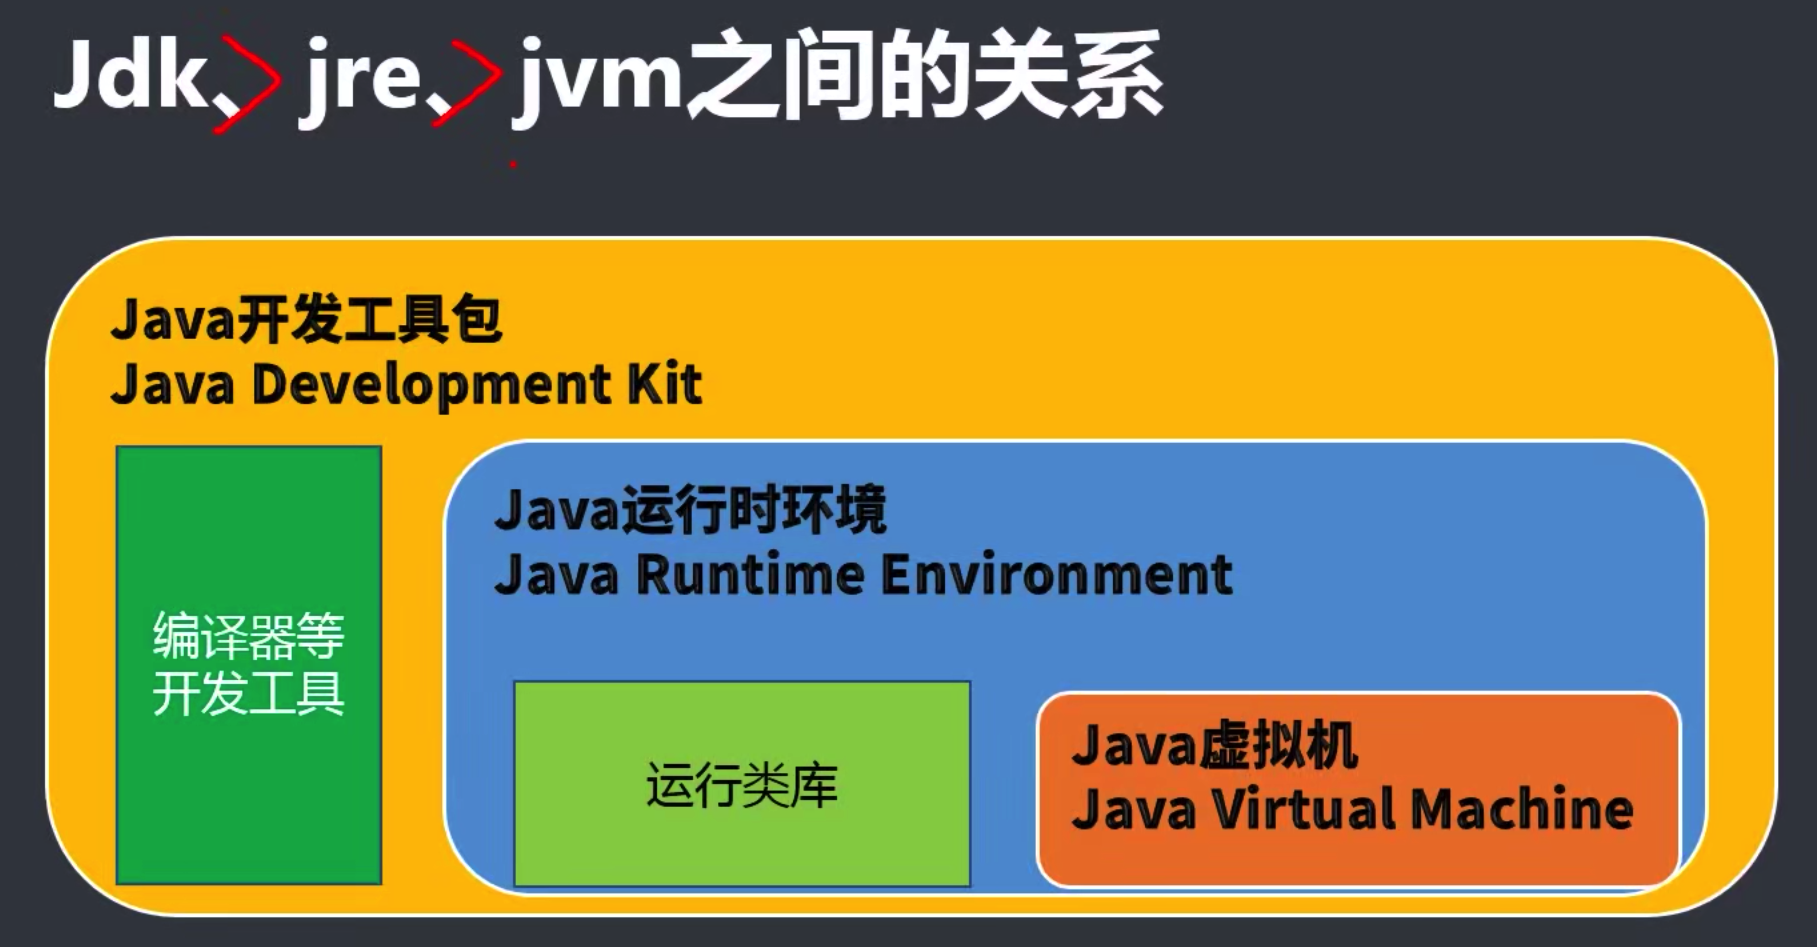 Jdk、jre、jvm之间的关系
Java开发工具包
Java Development Kit
编译器等
开发工具
Java运行时环境
Java Runtime Environment
运行类库
Java虚拟机
Java Virtual Machine